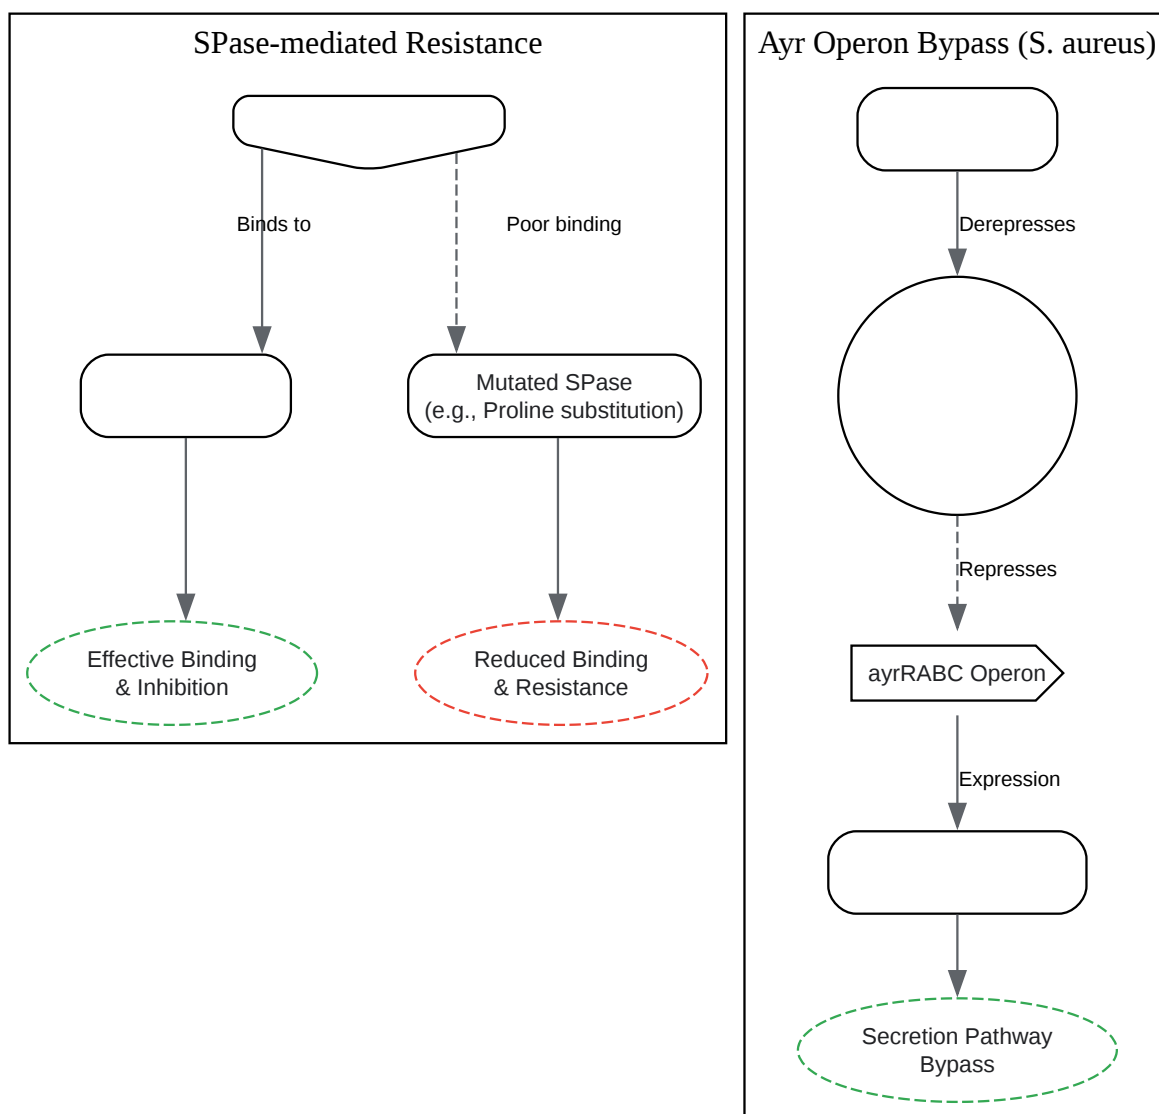 SPase-mediated Resistance
Binds to
Poor binding
Mutated SPase
(e.g., Proline substitution)
Effective Binding
& Inhibition
Reduced Binding
& Resistance
Ayr Operon Bypass (S. aureus)
Derepresses
Represses
ayrRABC Operon
Expression
Secretion Pathway
Bypass